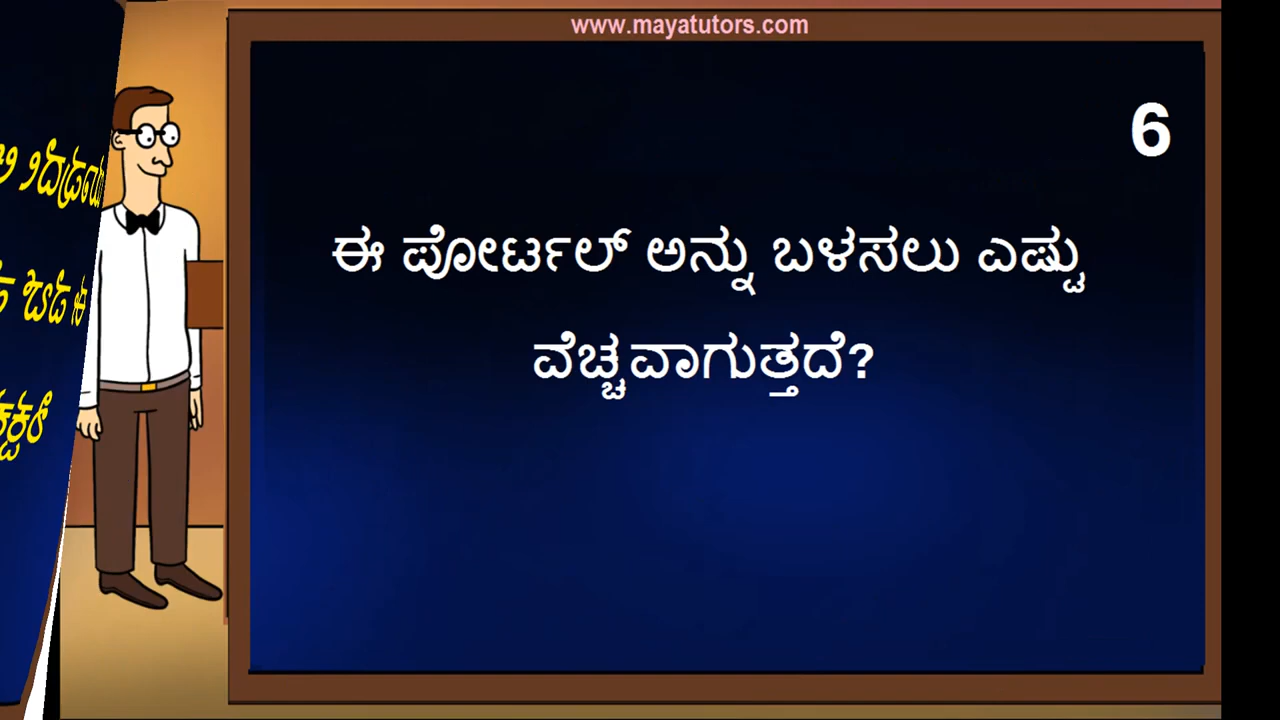 www.mayatutors.com
6
ಈ ಪೋರ್ಟಲ್ ಅನ್ನು ಬಳಸಲು ಎಷ್ಟು
ವೆಚ್ಚವಾಗುತ್ತದೆ?